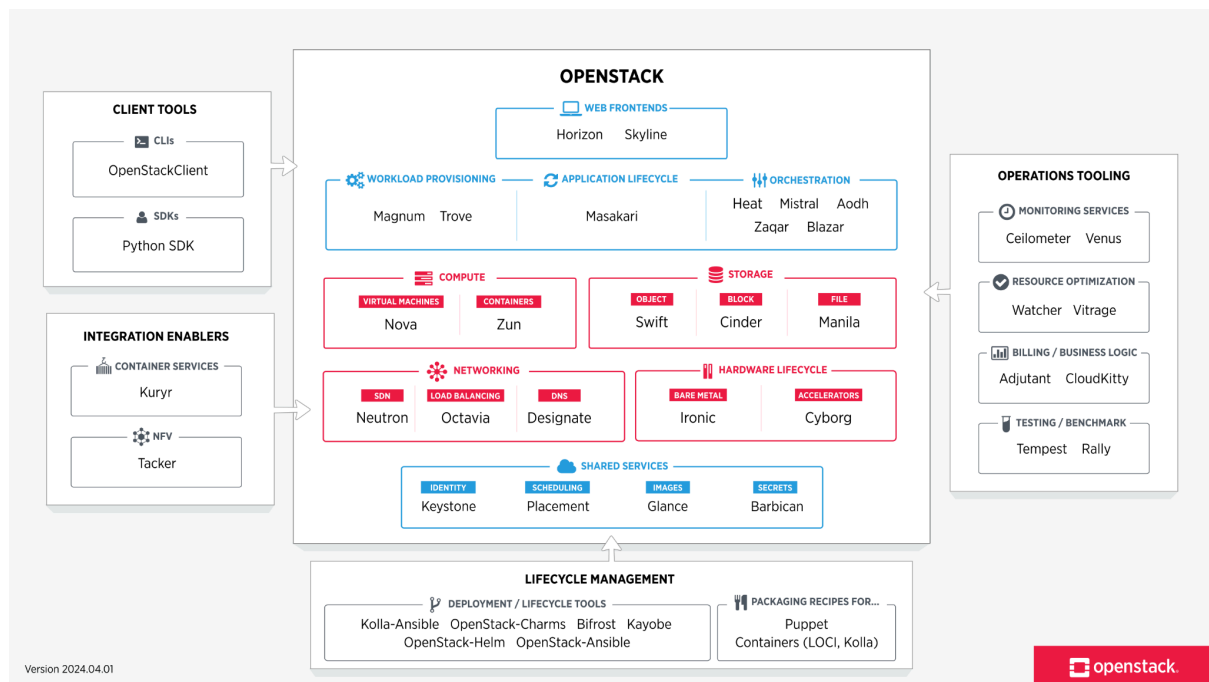 OPENSTACK
WEB FRONTENDS
Horizon Skyline
WORKLOAD PROVISIONING
Magnum Trove
APPLICATION LIFECYCLE
Masakari
ORCHESTRATION
Heat Mistral Aodh
Zaqar Blazar
COMPUTE
VIRTUAL MACHINES
Nova
CONTAINERS
Zun
STORAGE
OBJECT
Swift
BLOCK
Cinder
FILE
Manila
NETWORKING
SDN
Neutron
LOAD BALANCING
Octavia
DNS
Designate
HARDWARE LIFECYCLE
BARE METAL
Ironic
ACCELERATORS
Cyborg
SHARED SERVICES
IDENTITY
Keystone
SCHEDULING
Placement
IMAGES
Glance
SECRETS
Barbican
CLIENT TOOLS
CLIs
OpenStackClient
SDKs
Python SDK
INTEGRATION ENABLERS
CONTAINER SERVICES
Kuryr
NFV
Tacker
OPERATIONS TOOLING
MONITORING SERVICES
Ceilometer Venus
RESOURCE OPTIMIZATION
Watcher Vitrage
BILLING / BUSINESS LOGIC
Adjutant CloudKitty
TESTING / BENCHMARK
Tempest Rally
LIFECYCLE MANAGEMENT
DEPLOYMENT / LIFECYCLE TOOLS
Kolla-Ansible OpenStack-Charms Bifrost Kayobe
OpenStack-Helm OpenStack-Ansible
PACKAGING RECIPES FOR...
Puppet
Containers (LOCI, Kolla)
Version 2024.04.01
openstack.